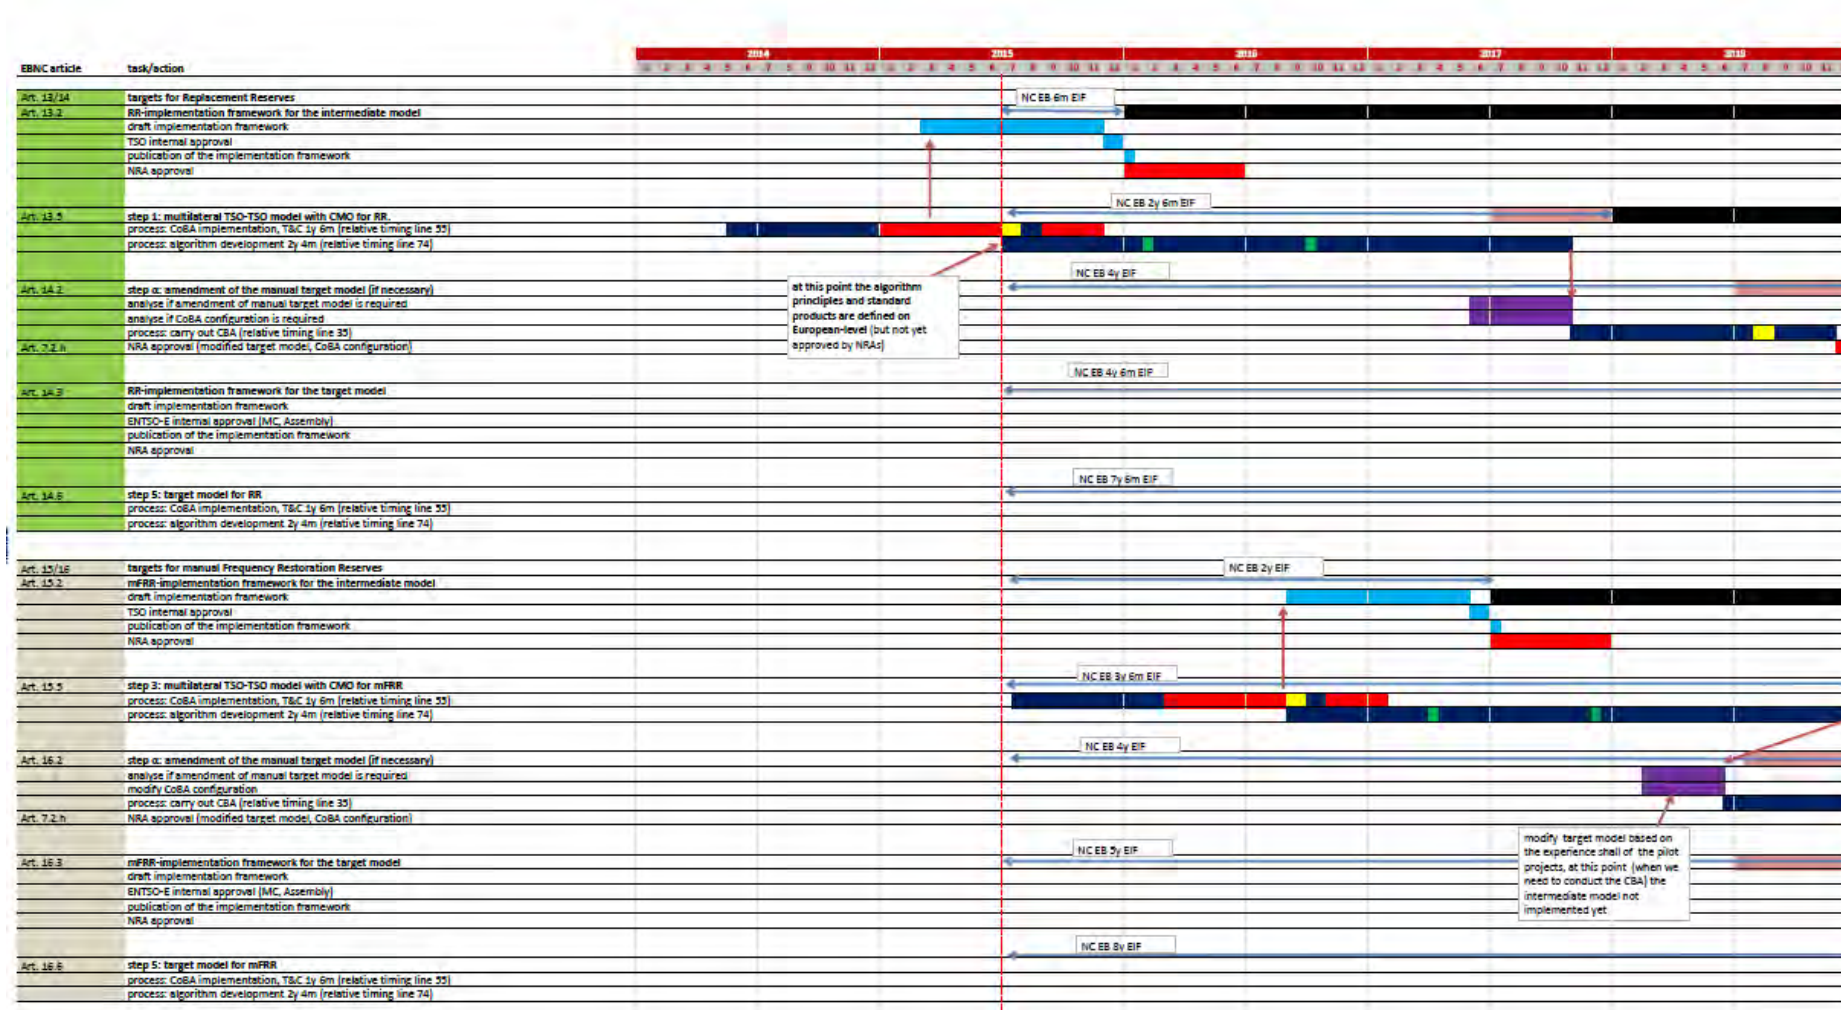 2014 2015 2016 2017 2018
EBNC article task/action
Art. 13/14 targets for Replacement Reserves
NC EB 6m EIF
Art. 13.2 RR-implementation framework for the intermediate model
draft implementation framework
TSO internal approval
publication of the implementation framework
NRA approval
NC EB 2y 6m EIF
Art. 13.5 step 1: multilateral TSO-TSO model with CMO for RR.
process: CoBA implementation, T&C 1y 6m (relative timing line 55)
process: algorithm development 2y 4m (relative timing line 74)
NC EB 4y EIF
at this point the algorithm
principles and standard
products are defined on
European-level (but not yet
approved by NRAs)
Art. 14.2 step α: amendment of the manual target model (if necessary)
analyse if amendment of manual target model is required
analyse if CoBA configuration is required
process: carry out CBA (relative timing line 35)
Art. 7.2.h NRA approval (modified target model, CoBA configuration)
NC EB 4y 6m EIF
Art. 14.3 RR-implementation framework for the target model
draft implementation framework
ENTSO-E internal approval (MC, Assembly)
publication of the implementation framework
NRA approval
NC EB 7y 6m EIF
Art. 14.6 step 5: target model for RR
process: CoBA implementation, T&C 1y 6m (relative timing line 55)
process: algorithm development 2y 4m (relative timing line 74)
Art. 15/16 targets for manual Frequency Restoration Reserves
NC EB 2y EIF
Art. 15.2 mFRR-implementation framework for the intermediate model
draft implementation framework
TSO internal approval
publication of the implementation framework
NRA approval
NC EB 3y 6m EIF
Art. 15.5 step 3: multilateral TSO-TSO model with CMO for mFRR
process: CoBA implementation, T&C 1y 6m (relative timing line 55)
process: algorithm development 2y 4m (relative timing line 74)
NC EB 4y EIF
Art. 16.2 step α: amendment of the manual target model (if necessary)
analyse if amendment of manual target model is required
modify CoBA configuration
process: carry out CBA (relative timing line 35)
Art. 7.2.h NRA approval (modified target model, CoBA configuration)
modify target model based on
the experience shall of the pilot
projects, at this point (when we
need to conduct the CBA) the
intermediate model not
implemented yet
NC EB 5y EIF
Art. 16.3 mFRR-implementation framework for the target model
draft implementation framework
ENTSO-E internal approval (MC, Assembly)
publication of the implementation framework
NRA approval
NC EB 8y EIF
Art. 16.6 step 5: target model for mFRR
process: CoBA implementation, T&C 1y 6m (relative timing line 55)
process: algorithm development 2y 4m (relative timing line 74)